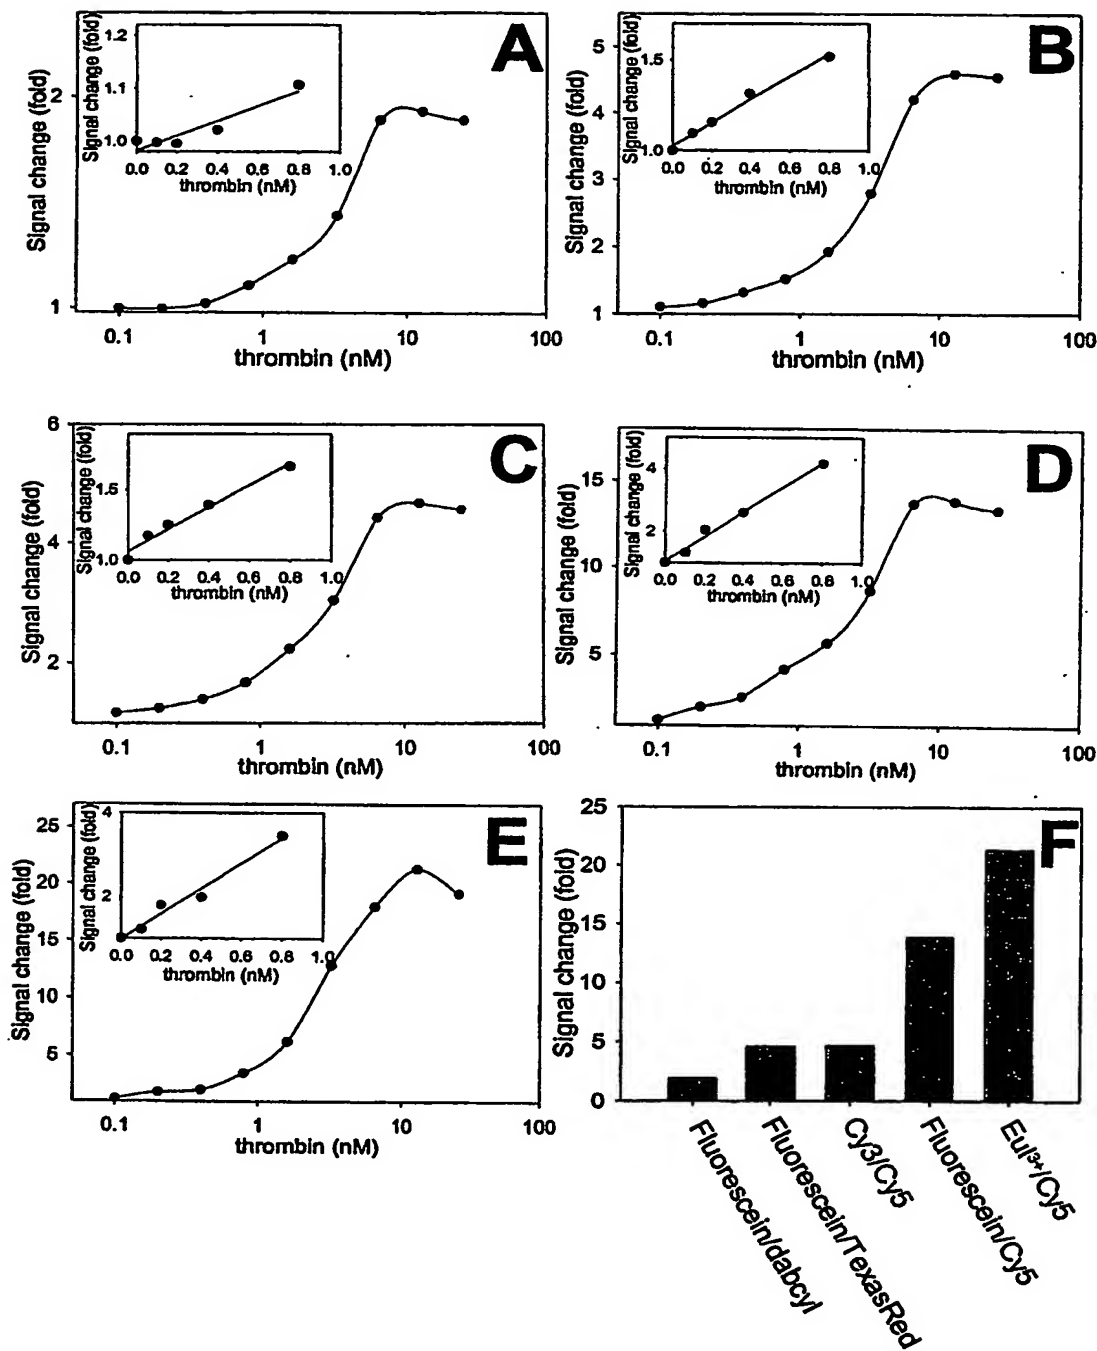 A
Signal change (fold)
2
1
0.1 1 10 100
thrombin (nM)
Signal change (fold)
1.2
1.1
1.0
0.0 0.2 0.4 0.6 0.8 1.0
thrombin (nM)
B
Signal change (fold)
5
4
3
2
1
0.1 1 10 100
thrombin (nM)
Signal change (fold)
1.5
1.0
0.0 0.2 0.4 0.6 0.8 1.0
thrombin (nM)
C
Signal change (fold)
6
4
2
0.1 1 10 100
thrombin (nM)
Signal change (fold)
1.5
1.0
0.0 0.2 0.4 0.6 0.8 1.0
thrombin (nM)
D
Signal change (fold)
15
10
5
0.1 1 10 100
thrombin (nM)
Signal change (fold)
4
2
0.0 0.2 0.4 0.6 0.8 1.0
thrombin (nM)
E
Signal change (fold)
25
20
15
10
5
0.1 1 10 100
thrombin (nM)
Signal change (fold)
4
2
0.0 0.2 0.4 0.6 0.8 1.0
thrombin (nM)
F
Signal change (fold)
25
20
15
10
5
0
Fluorescein/dabcyl
Fluorescein/TexasRed
Cy3/Cy5
Fluorescein/Cy5
EuI³⁺/Cy5